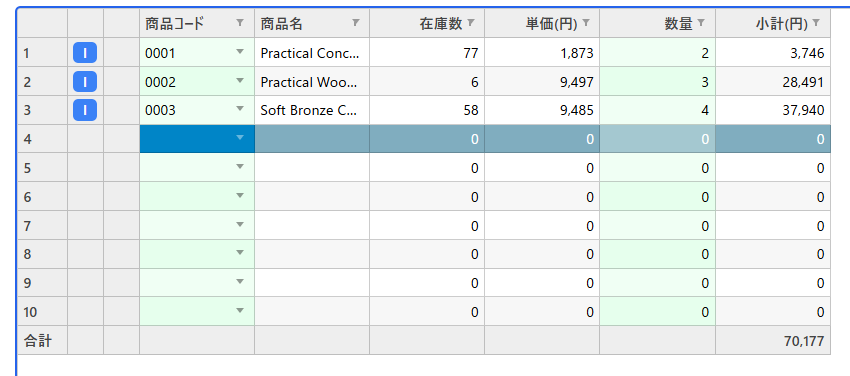 商品コード 商品名 在庫数 単価(円) 数量 小計(円)
1 I 0001 Practical Conc... 77 1,873 2 3,746
2 I 0002 Practical Woo... 6 9,497 3 28,491
3 I 0003 Soft Bronze C... 58 9,485 4 37,940
4 0 0 0 0
5 0 0 0 0
6 0 0 0 0
7 0 0 0 0
8 0 0 0 0
9 0 0 0 0
10 0 0 0 0
合計 70,177